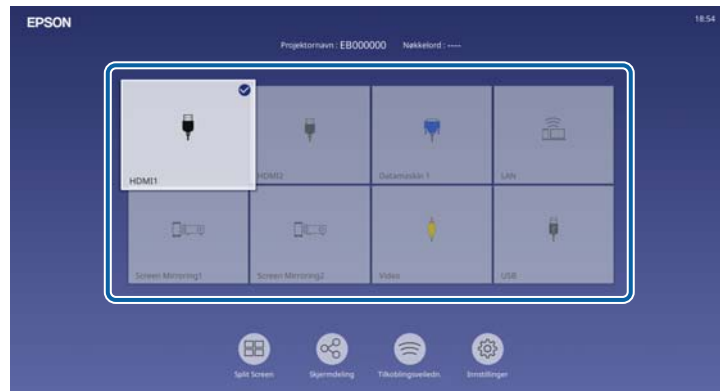 EPSON
18:54
Projektornavn : EB000000 Nøkkelord : ----
HDMI1
HDMI2
Datamaskin 1
LAN
Screen Mirroring1
Screen Mirroring2
Video
USB
Split Screen
Skjermdeling
Tilkoblingsveiledn.
Innstillinger